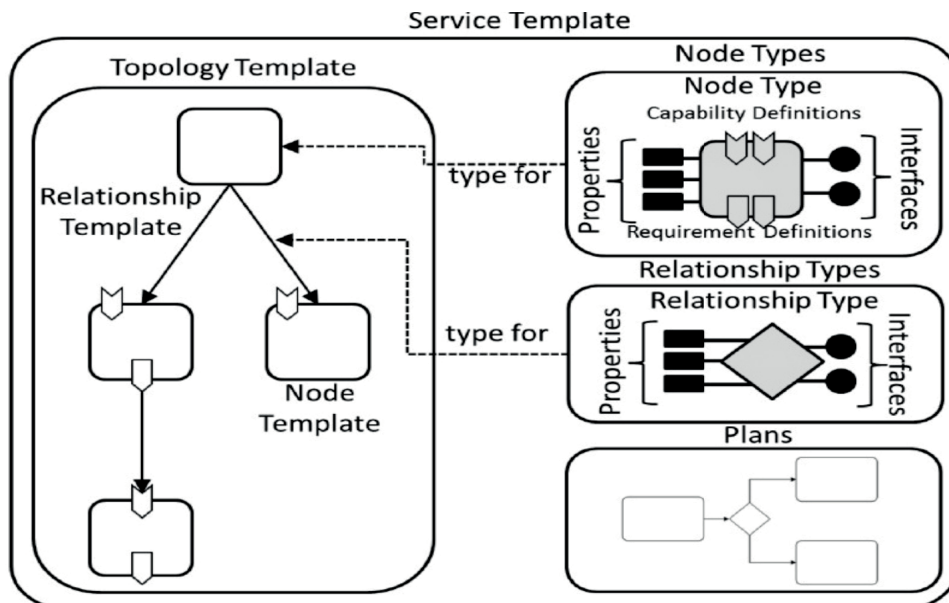 Service Template
Topology Template
Relationship
Template
Node
Template
type for
type for
Node Types
Node Type
Capability Definitions
Properties
Interfaces
Requirement Definitions
Relationship Types
Relationship Type
Properties
Interfaces
Plans